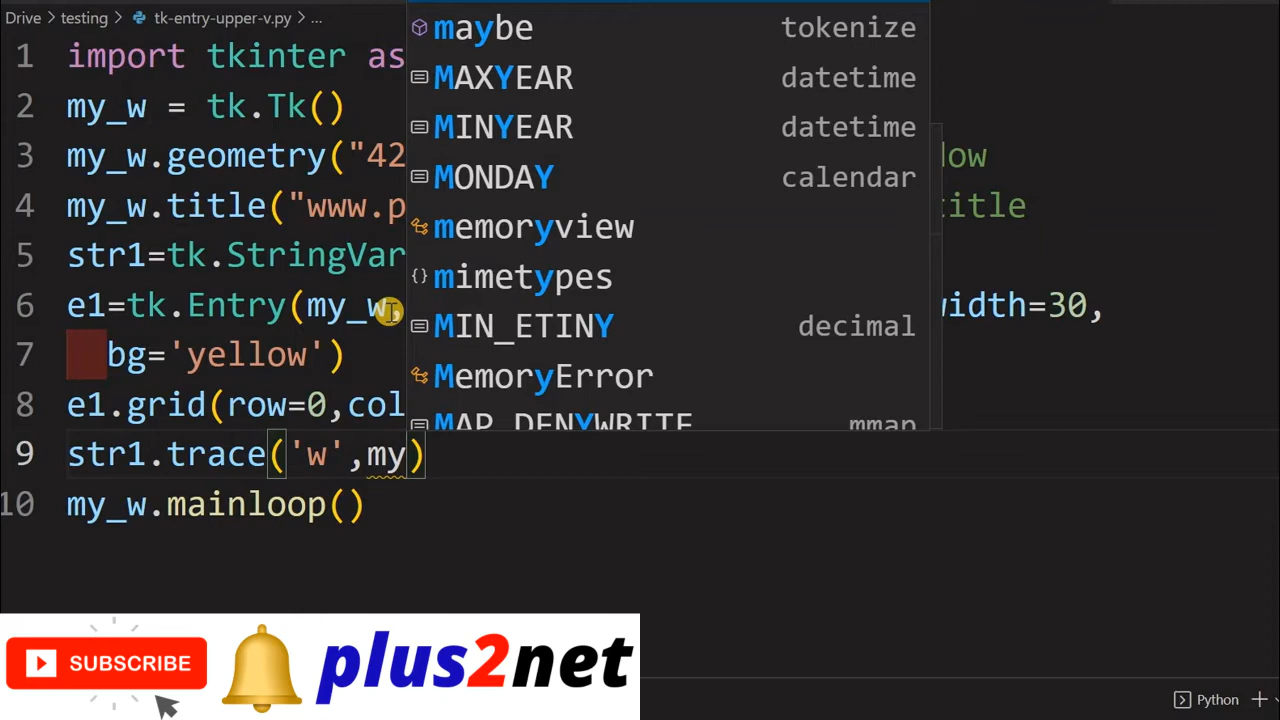 Drive > testing > tk-entry-upper-v.py > ...
1 import tkinter as
2 my_w = tk.Tk()
3 my_w.geometry("42
4 my_w.title("www.p
5 str1=tk.StringVar
6 e1=tk.Entry(my_w, width=30,
7 bg='yellow')
8 e1.grid(row=0,col
9 str1.trace('w',my)
10 my_w.mainloop()
maybe tokenize
MAXYEAR datetime
MINYEAR datetime
MONDAY calendar
memoryview
mimetypes
MIN_ETINY decimal
MemoryError
MAP_DENYWRITE mmap
low
title
SUBSCRIBE
plus2net
Python